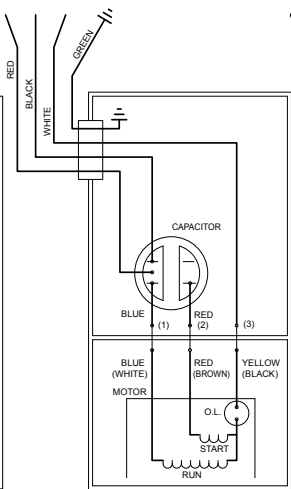 GREEN
RED
BLACK
WHITE
CAPACITOR
BLUE
RED
(1)
(2)
(3)
BLUE
(WHITE)
RED
(BROWN)
YELLOW
(BLACK)
MOTOR
O.L.
START
RUN